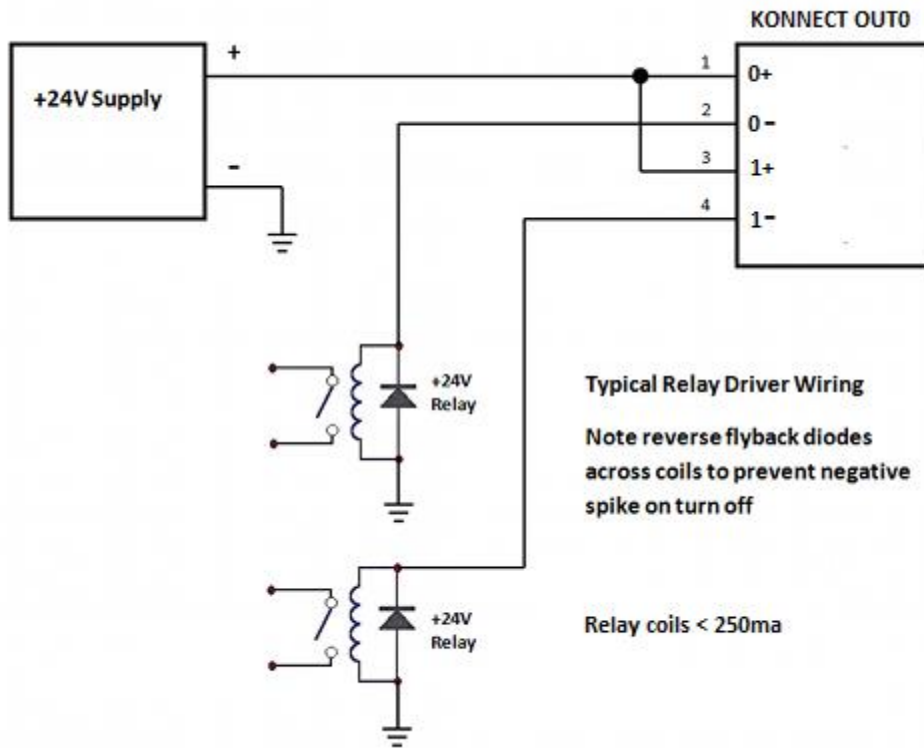 KONNECT OUT0
+
+24V Supply
-
1
0+
2
0-
3
1+
4
1-
+24V
Relay
Typical Relay Driver Wiring
Note reverse flyback diodes
across coils to prevent negative
spike on turn off
+24V
Relay
Relay coils < 250ma